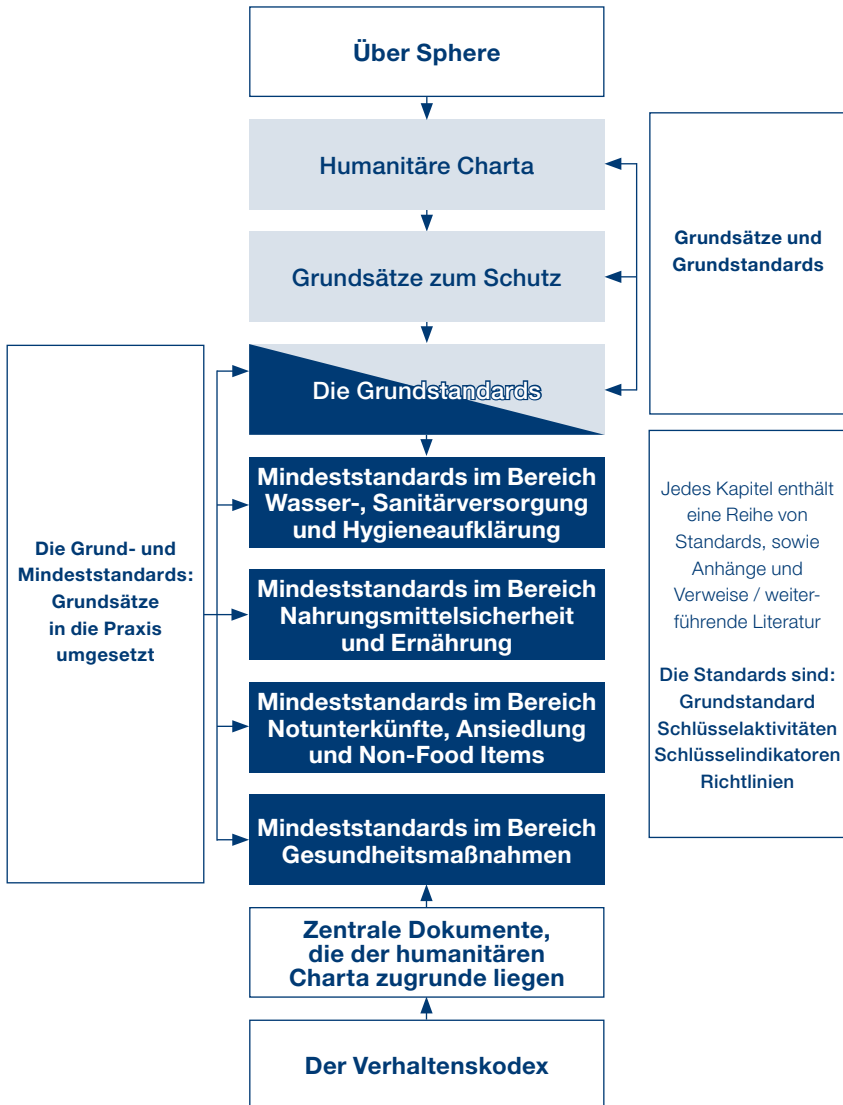 Über Sphere
Humanitäre Charta
Grundsätze zum Schutz
Die Grundstandards
Mindeststandards im Bereich
Wasser-, Sanitärversorgung
und Hygieneaufklärung
Mindeststandards im Bereich
Nahrungsmittelsicherheit
und Ernährung
Mindeststandards im Bereich
Notunterkünfte, Ansiedlung
und Non-Food Items
Mindeststandards im Bereich
Gesundheitsmaßnahmen
Zentrale Dokumente,
die der humanitären
Charta zugrunde liegen
Der Verhaltenskodex
Die Grund- und
Mindeststandards:
Grundsätze
in die Praxis
umgesetzt
Grundsätze und
Grundstandards
Jedes Kapitel enthält
eine Reihe von
Standards, sowie
Anhänge und
Verweise / weiter-
führende Literatur
Die Standards sind:
Grundstandard
Schlüsselaktivitäten
Schlüsselindikatoren
Richtlinien